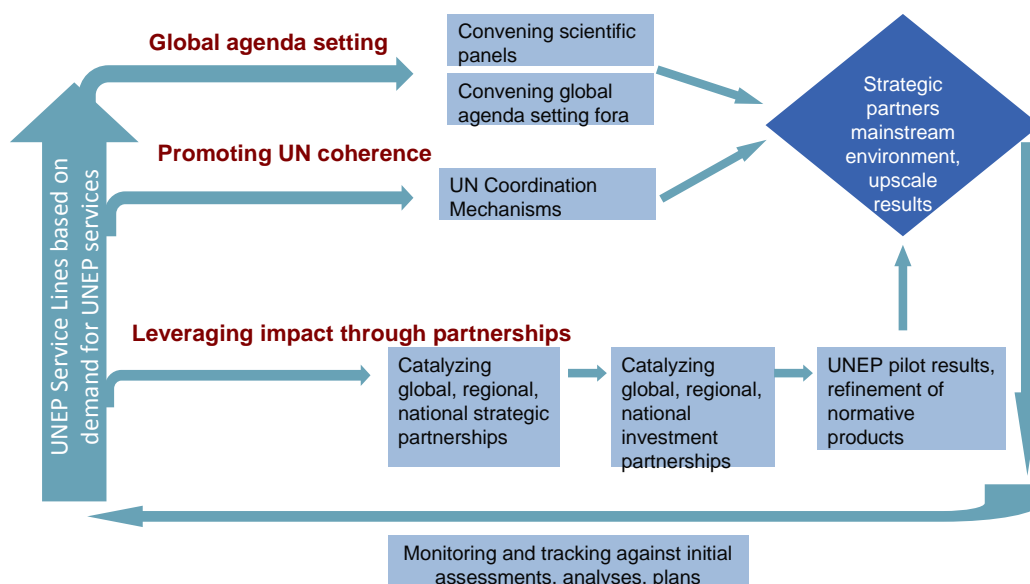 Global agenda setting
Convening scientific
panels
Convening global
agenda setting fora
Strategic
partners
mainstream
environment,
upscale
results
Promoting UN coherence
UN Coordination
Mechanisms
UNEP Service Lines based on
demand for UNEP services
Leveraging impact through partnerships
Catalyzing
global, regional,
national strategic
partnerships
Catalyzing
global, regional,
national
investment
partnerships
UNEP pilot results,
refinement of
normative
products
Monitoring and tracking against initial
assessments, analyses, plans